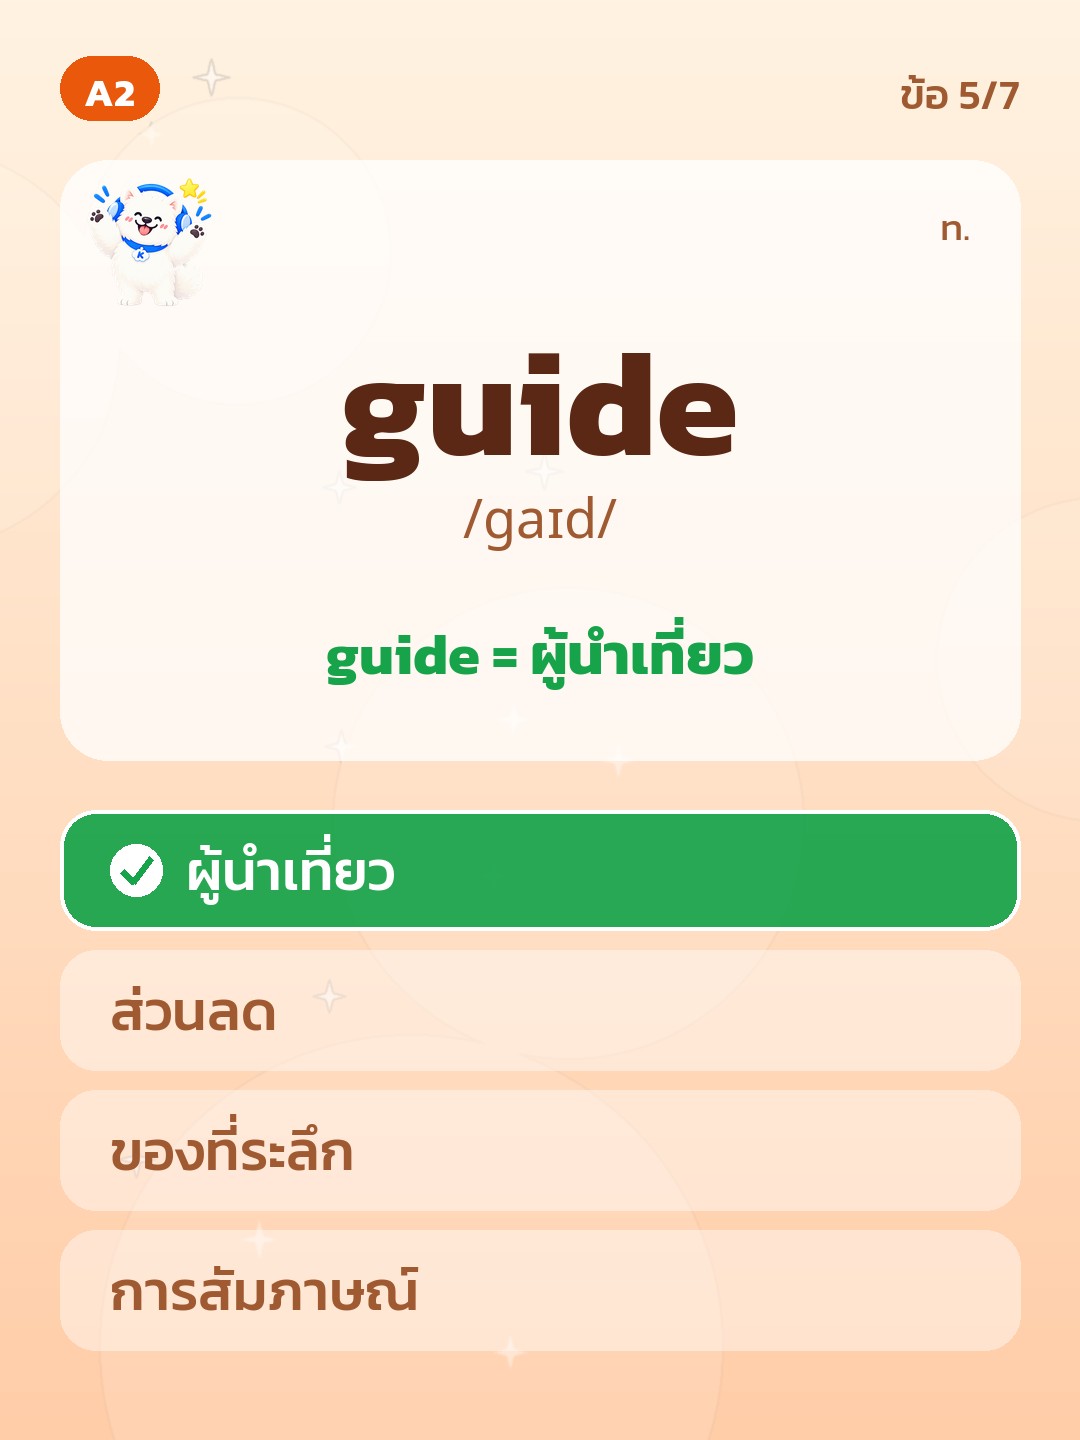 A2
ข้อ 5/7
K
n.
guide
/gaɪd/
guide = ผู้นำเที่ยว
ผู้นำเที่ยว
ส่วนลด
ของที่ระลึก
การสัมภาษณ์